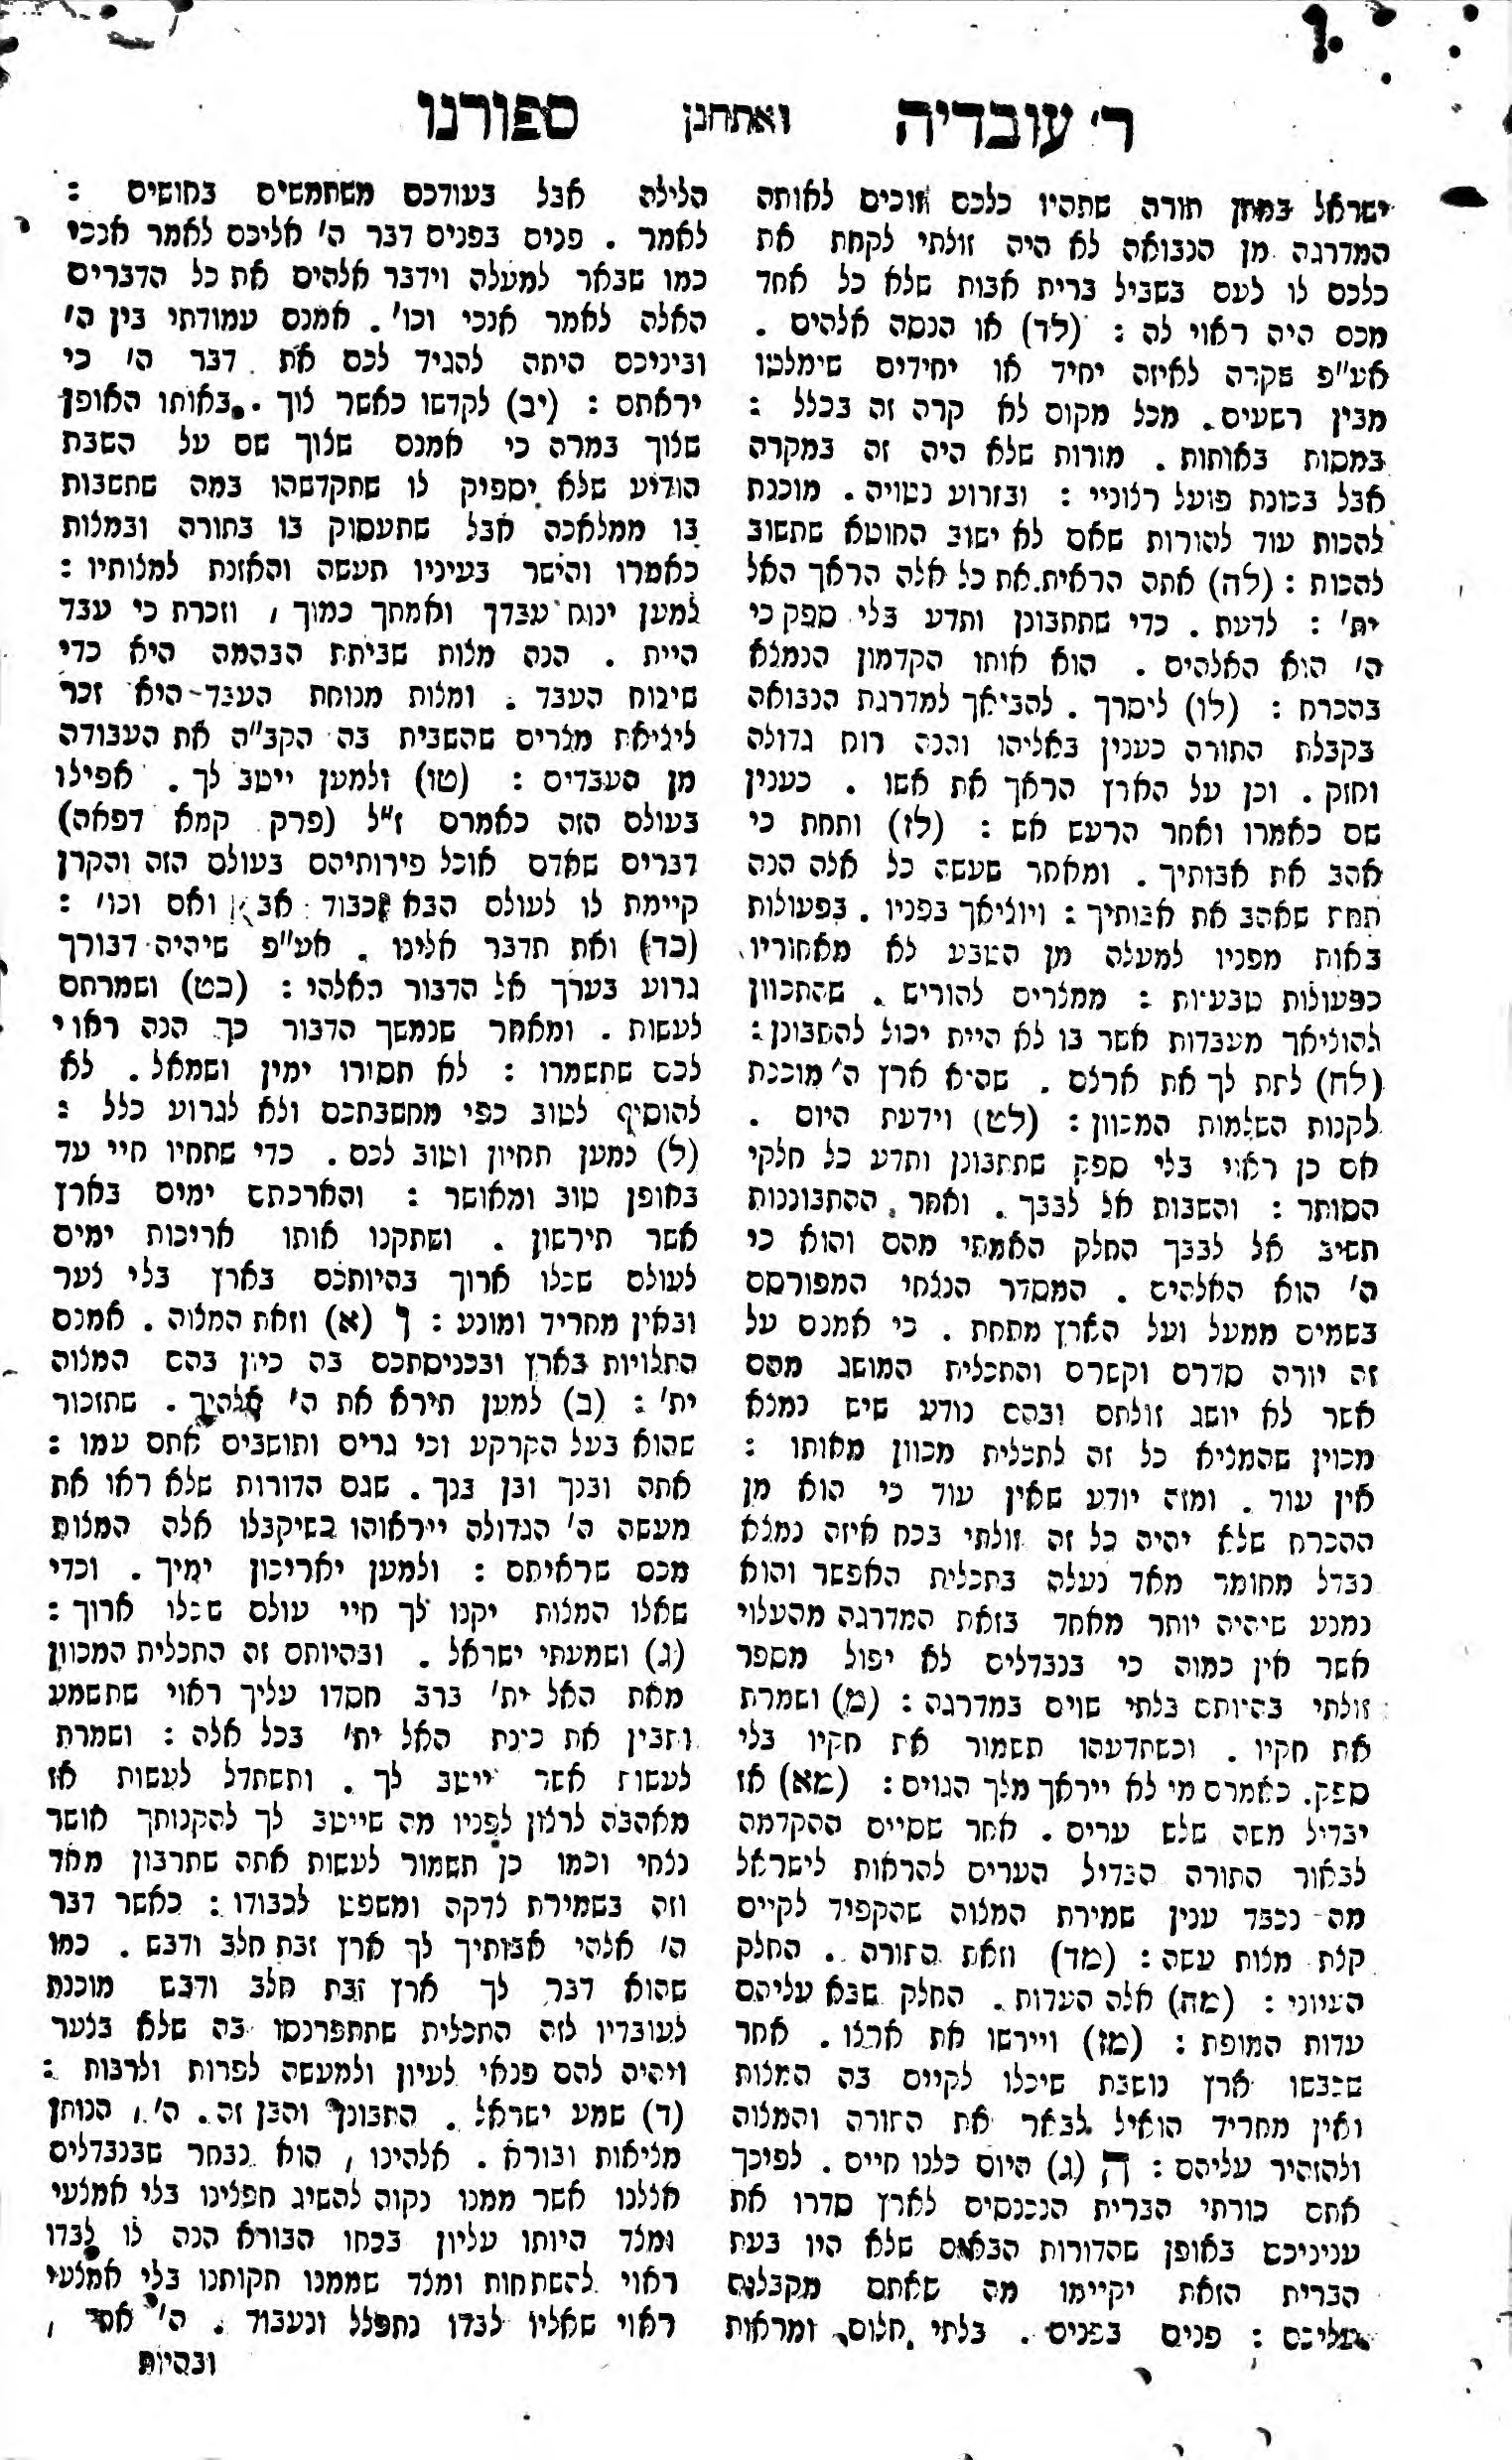 ר' עובדיה ואתחנן ספורנו
ישראל במתן תורה שתהיו כלכם זוכים לאותה
המדרגה מן הנבואה לא היה זולתי לקחת את
כלכם לו לעם בשביל ברית אבות שלא כל אחד
מכם היה ראוי לה : (לד) או הנסה אלהים .
אע"פ שקרה לאיזה יחיד או יחידים שימלטו
מבין רשעים . מכל מקום לא קרה זה בכלל :
במסות באותות . מורות שלא היה זה במקרה
אבל בכונת פועל רצוניי : ובזרוע נטויה . מוכנת
להכות עוד להורות שאם לא ישוב החוטא שתשוב
להכות : (לה) אתה הראית . את כל אלה הראך האל
ית' : לדעת . כדי שתתבונן ותדע בלי ספק כי
ה' הוא האלהים . הוא אותו הקדמון הנמצא
בהכרח : (לו) ליסרך . להביאך למדרגת הנבואה
בקבלת התורה כענין באליהו והנה רוח גדולה
וחזק . וכן על הארץ הראך את אשו . כענין
שם כאמרו ואחר הרעש אש : (לז) ותחת כי
אהב את אבותיך . ומאחר שעשה כל אלה הנה
תחת שאהב את אבותיך : ויוציאך בפניו . בפעולות
באות מפניו למעלה מן הטבע לא מאחוריו
כפעולות טבעיות : ממצרים להוריש . שהתכוון
להוציאך מעבדות אשר בו לא היית יכול להתבונן :
(לח) לתת לך את ארצם . שהיא ארץ ה' מוכנת
לקנות השלמות המכוון : (לט) וידעת היום .
אם כן ראוי בלי ספק שתתבונן ותדע כל חלקי
הסותר : והשבות אל לבבך . ואחר ההתבוננות
תשיב אל לבבך החלק האמתי מהם והוא כי
ה' הוא האלהים . המסדר הנצחי המפורסם
בשמים ממעל ועל הארץ מתחת . כי אמנם על
זה יורה סדרם וקשרם והתכלית המושג מהם
אשר לא יושג זולתם ובהם נודע שיש נמצא
מכוין שהמציא כל זה לתכלית מכוון מאותו :
אין עוד . ומזה יודע שאין עוד כי הוא מן
ההכרח שלא יהיה כל זה זולתי בכח איזה נמצא
נבדל מחומר מאד נעלה בתכלית האפשר והוא
נמנע שיהיה יותר מאחד בזאת המדרגה מהעלוי
אשר אין כמוה כי בנבדלים לא יפול מספר
זולתי בהיותם בלתי שוים במדרגה : (מ) ושמרת
את חקיו . וכשתדעהו תשמור את חקיו בלי
ספק . כאמרם מי לא ייראך מלך הגוים : (מא) אז
יבדיל משה שלש ערים . אחר שסיים ההקדמה
לבאור התורה הבדיל הערים להראות לישראל
מה נכבד ענין שמירת המצוה שהקפיד לקיים
קצת מצות עשה : (מד) וזאת התורה . החלק
העיוני : (מה) אלה העדות . החלק שבא עליהם
עדות המופת : (מז) ויירשו את ארצו . אחר
שכבשו ארץ נושבת שיכלו לקיים בה המצות
ואין מחריד הואיל לבאר את התורה והמצוה
ולהזהיר עליהם : ה (ג) היום כלנו חיים . לפיכך
אתם כורתי הברית הנכנסים לארץ סדרו את
עניניכם באופן שהדורות הבאים שלא היו בעת
הברית הזאת יקיימו מה שאתם מקבלים
עליכם : פנים בפנים . בלתי חלום ומראות
הלילה אבל בעודכם משתמשים בחושים :
לאמר . פנים בפנים דבר ה' אליכם לאמר אנכי
כמו שבאר למעלה וידבר אלהים את כל הדברים
האלה לאמר אנכי וכו' . אמנם עמודתי בין ה'
וביניכם היתה להגיד לכם את דבר ה' כי
יראתם : (יב) לקדשו כאשר צוך . באותו האופן
שצוך במרה כי אמנם שצוך שם על השבת
הודיע שלא יספיק לו שתקדשהו במה שתשבות
בו ממלאכה אבל שתעסוק בו בתורה ובמצות
כאמרו והישר בעיניו תעשה והאזנת למצותיו :
למען ינוח עבדך ואמתך כמוך , וזכרת כי עבד
היית . הנה מצות שביתת הבהמה היא כדי
שינוח העבד . ומצות מנוחת העבד היא זכר
ליציאת מצרים שהשבית בה הקב"ה את העבודה
מן העבדים : (טו) ולמען ייטב לך . אפילו
בעולם הזה כאמרם ז"ל (פרק קמא דפאה)
דברים שאדם אוכל פירותיהם בעולם הזה והקרן
קיימת לו לעולם הבא כבוד אב ואם וכו' :
(כד) ואת תדבר אלינו . אע"פ שיהיה דבורך
גרוע בערך אל הדבור האלהי : (כט) ושמרתם
לעשות . ומאחר שנמשך הדבור כך הנה ראוי
לכם שתשמרו : לא תסורו ימין ושמאל . לא
להוסיף לטוב כפי מחשבתכם ולא לגרוע כלל :
(ל) למען תחיון וטוב לכם . כדי שתחיו חיי עד
באופן טוב ומאושר : והארכתם ימים בארץ
אשר תירשון . ושתקנו אותו אריכות ימים
לעולם שכלו ארוך בהיותכם בארץ בלי צער
ובאין מחריד ומונע : ו (א) וזאת המצוה . אמנם
התלויות בארץ ובכניסתכם בה כיון בהם המצוה
ית' : (ב) למען תירא את ה' אלהיך . שתזכור
שהוא בעל הקרקע וכי גרים ותושבים אתם עמו :
אתה ובנך ובן בנך . שגם הדורות שלא ראו את
מעשה ה' הגדולה ייראוהו בשיקבלו אלה המצות
מכם שראיתם : ולמען יאריכון ימיך . וכדי
שאלו המצות יקנו לך חיי עולם שכלו ארוך :
(ג) ושמעתי ישראל . ובהיותם זה התכלית המכוון
מאת האל ית' ברב חסדו עליך ראוי שתשמע
ותבין את כונת האל ית' בכל אלה : ושמרת
לעשות אשר ייטב לך . ותשתדל לעשות אז
מאהבה לרצון לפניו מה שייטב לך להקנותך אושר
נצחי וכמו כן תשמור לעשות אתה שתרבון מאד
וזה בשמירת צדקה ומשפט לכבודו : כאשר דבר
ה' אלהי אבותיך לך ארץ זבת חלב ודבש . כמו
שהוא דבר לך ארץ זבת חלב ודבש מוכנת
לעובדיו לזה התכלית שתתפרנסו בה שלא בצער
ויהיה להם פנאי לעיון ולמעשה לפרות ולרבות :
(ד) שמע ישראל . התבונן והבן זה . ה' , הנותן
מציאות ובורא . אלהינו , הוא נבחר שבנבדלים
אצלנו אשר ממנו נקוה להשיג חפצינו בלי אמצעי
ומצד היותו עליון בכחו הבורא הנה לו לבדו
ראוי להשתחות ומצד שממנו תקותנו בלי אמצעי
ראוי שאליו לבדו נתפלל ונעבוד . ה' אחד ,
ובהיות